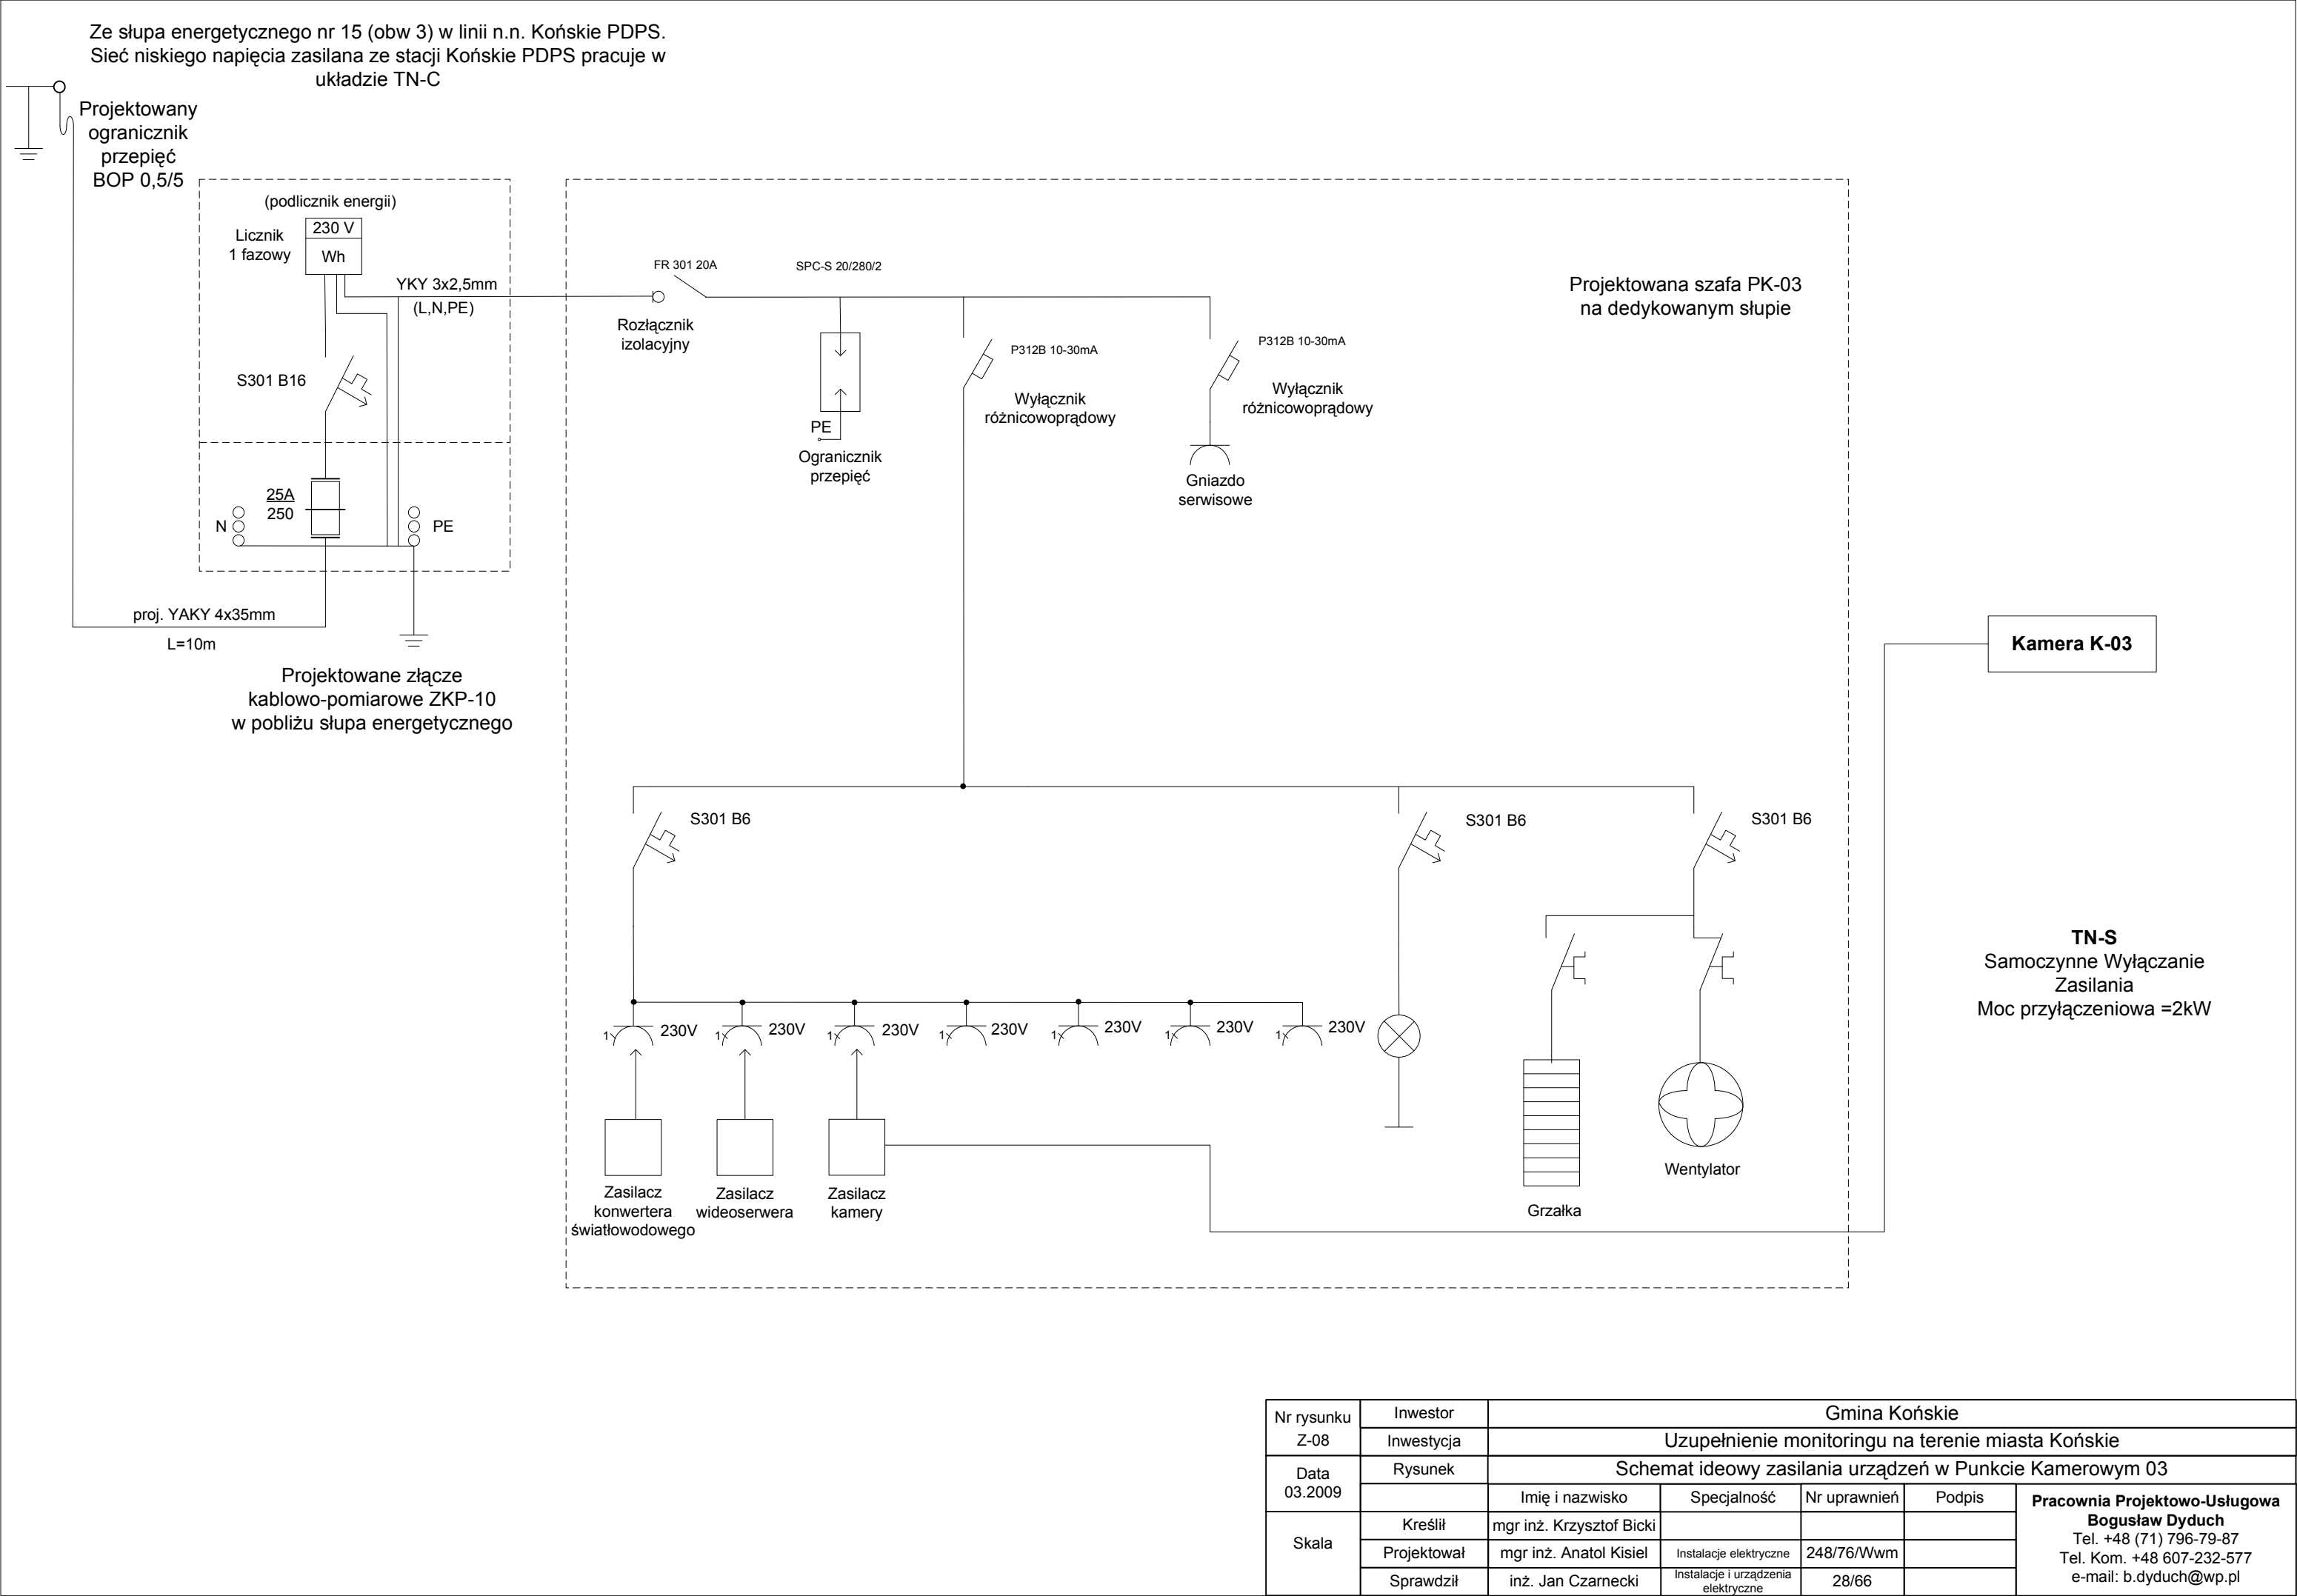 Ze słupa energetycznego nr 15 (obw 3) w linii n.n. Końskie PDPS.
Sieć niskiego napięcia zasilana ze stacji Końskie PDPS pracuje w
układzie TN-C
Projektowany
ogranicznik
przepięć
BOP 0,5/5
(podlicznik energii)
Licznik
1 fazowy
230 V
Wh
YKY 3x2,5mm
(L,N,PE)
S301 B16
25A
250
N
PE
proj. YAKY 4x35mm
L=10m
Projektowane złącze
kablowo-pomiarowe ZKP-10
w pobliżu słupa energetycznego
FR 301 20A
Rozłącznik
izolacyjny
SPC-S 20/280/2
PE
Ogranicznik
przepięć
P312B 10-30mA
Wyłącznik
różnicowoprądowy
P312B 10-30mA
Wyłącznik
różnicowoprądowy
Gniazdo
serwisowe
Projektowana szafa PK-03
na dedykowanym słupie
Kamera K-03
S301 B6
S301 B6
S301 B6
TN-S
Samoczynne Wyłączanie
Zasilania
Moc przyłączeniowa =2kW
1 230V
1 230V
1 230V
1 230V
1 230V
1 230V
1 230V
Zasilacz
konwertera
światłowodowego
Zasilacz
wideoserwera
Zasilacz
kamery
Grzałka
Wentylator
Nr rysunku
Z-08
Inwestor
Gmina Końskie
Inwestycja
Uzupełnienie monitoringu na terenie miasta Końskie
Data
03.2009
Rysunek
Schemat ideowy zasilania urządzeń w Punkcie Kamerowym 03
Imię i nazwisko
Specjalność
Nr uprawnień
Podpis
Skala
Kreślił
mgr inż. Krzysztof Bicki
Projektował
mgr inż. Anatol Kisiel
Instalacje elektryczne
248/76/Wwm
Sprawdził
inż. Jan Czarnecki
Instalacje i urządzenia
elektryczne
28/66
Pracownia Projektowo-Usługowa
Bogusław Dyduch
Tel. +48 (71) 796-79-87
Tel. Kom. +48 607-232-577
e-mail: b.dyduch@wp.pl